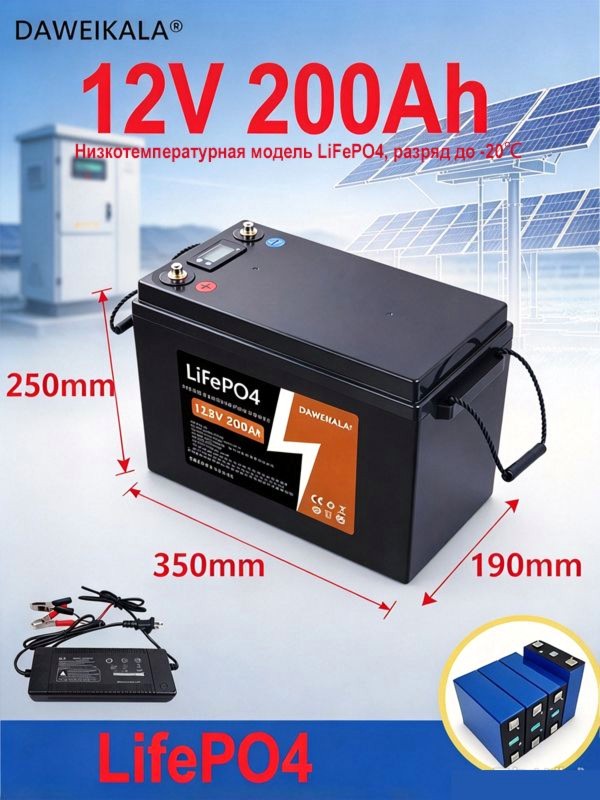 DAWEIKALA®
12V 200Ah
Низкотемпературная модель LiFePO4, разряд до -20℃
250mm
LiFePO4
12.8V 200Ah
DAWEIKALA
350mm
190mm
LifePO4